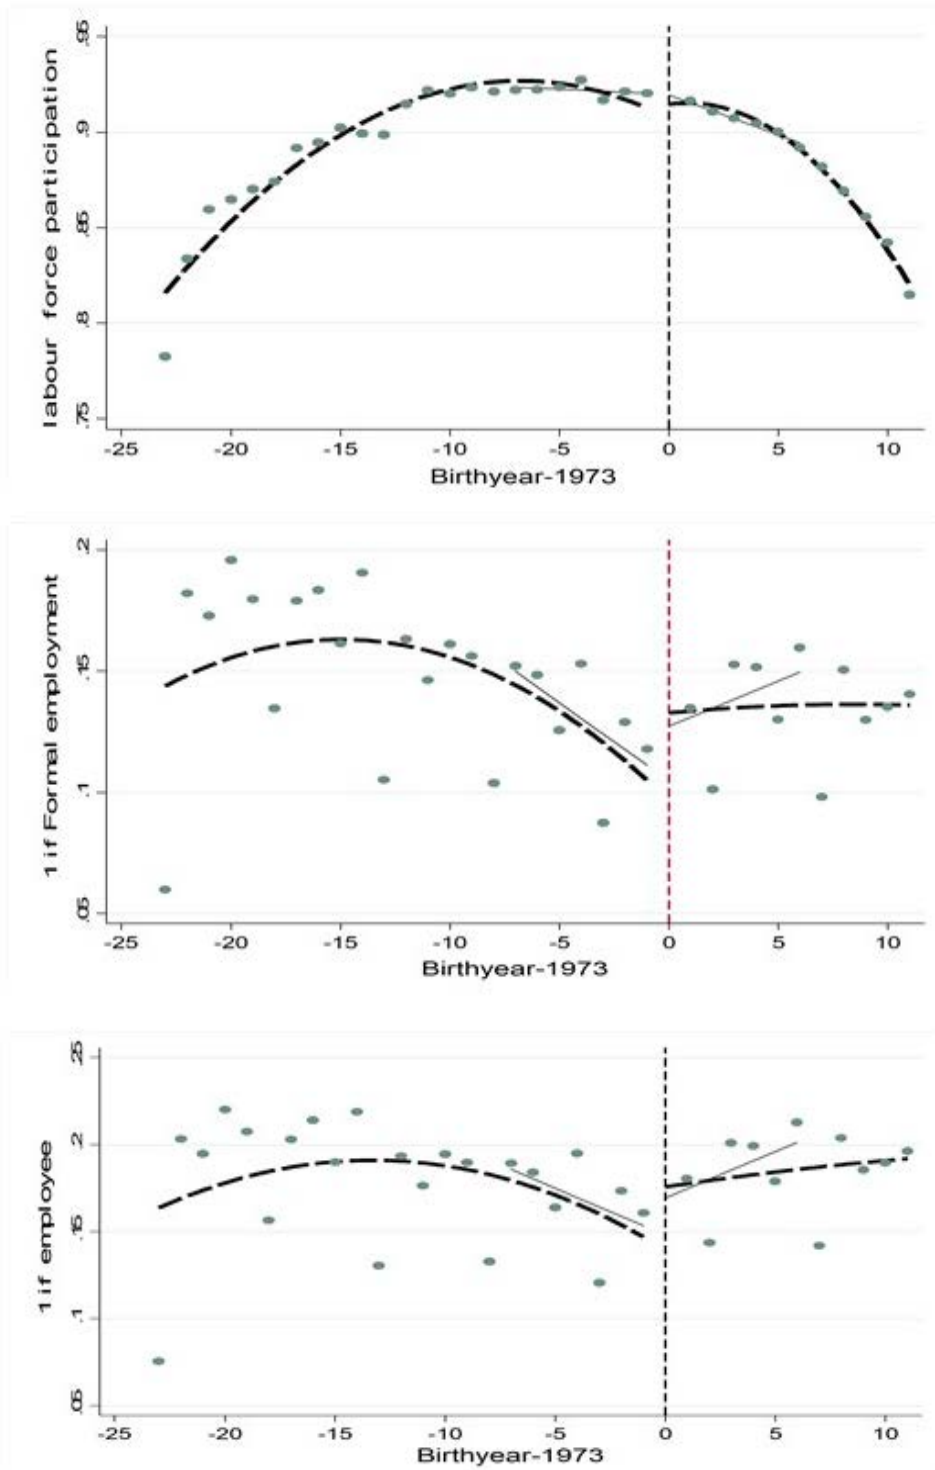 labour force participation
.95
.9
.85
.8
.75
-25 -20 -15 -10 -5 0 5 10
Birthyear-1973
1 if Formal employment
.2
.15
.1
.05
-25 -20 -15 -10 -5 0 5 10
Birthyear-1973
1 if employee
.25
.2
.15
.1
.05
-25 -20 -15 -10 -5 0 5 10
Birthyear-1973